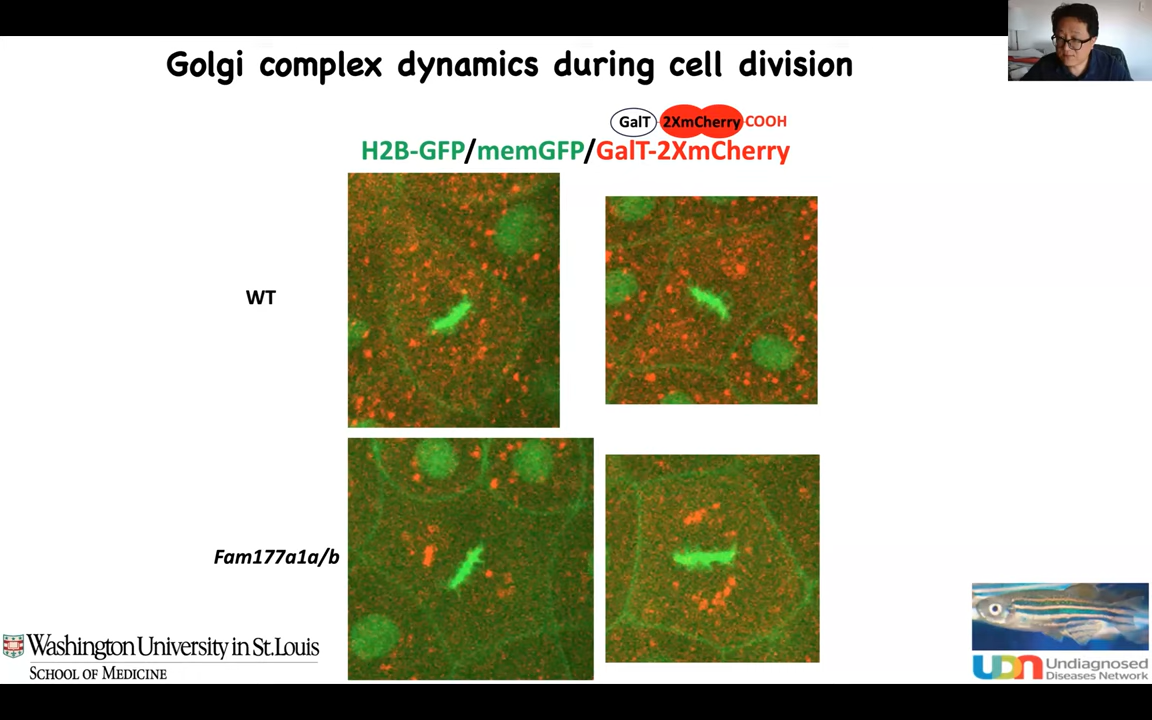 Golgi complex dynamics during cell division
GalT 2XmCherry-COOH
H2B-GFP/memGFP/GalT-2XmCherry
WT
Fam177a1a/b
Washington University in St. Louis
SCHOOL OF MEDICINE
UDN Undiagnosed
Diseases Network